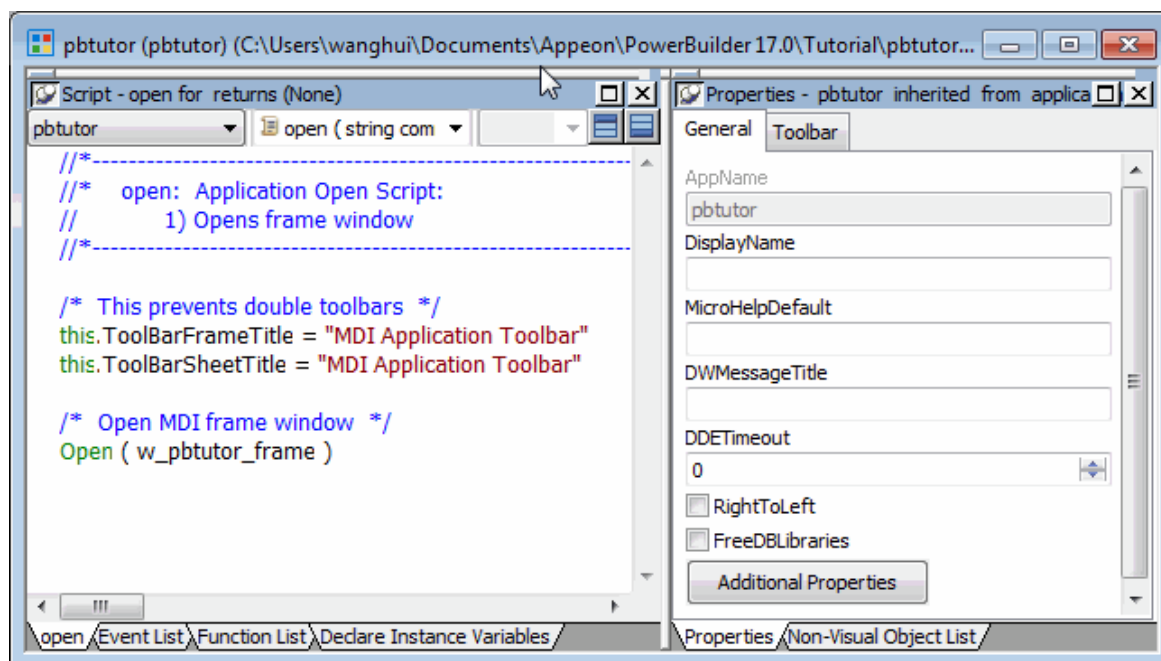 pbtutor (pbtutor) (C:\Users\wanghui\Documents\Appeon\PowerBuilder 17.0\Tutorial\pbtutor...
Script - open for returns (None)
pbtutor
open ( string com
//*-----------------------------------------------------------
//* open: Application Open Script:
// 1) Opens frame window
//*-----------------------------------------------------------
/* This prevents double toolbars */
this.ToolBarFrameTitle = "MDI Application Toolbar"
this.ToolBarSheetTitle = "MDI Application Toolbar"
/* Open MDI frame window */
Open ( w_pbtutor_frame )
open Event List Function List Declare Instance Variables
Properties - pbtutor inherited from applica
General Toolbar
AppName
pbtutor
DisplayName
MicroHelpDefault
DWMessageTitle
DDETimeout
0
RightToLeft
FreeDBLibraries
Additional Properties
Properties Non-Visual Object List